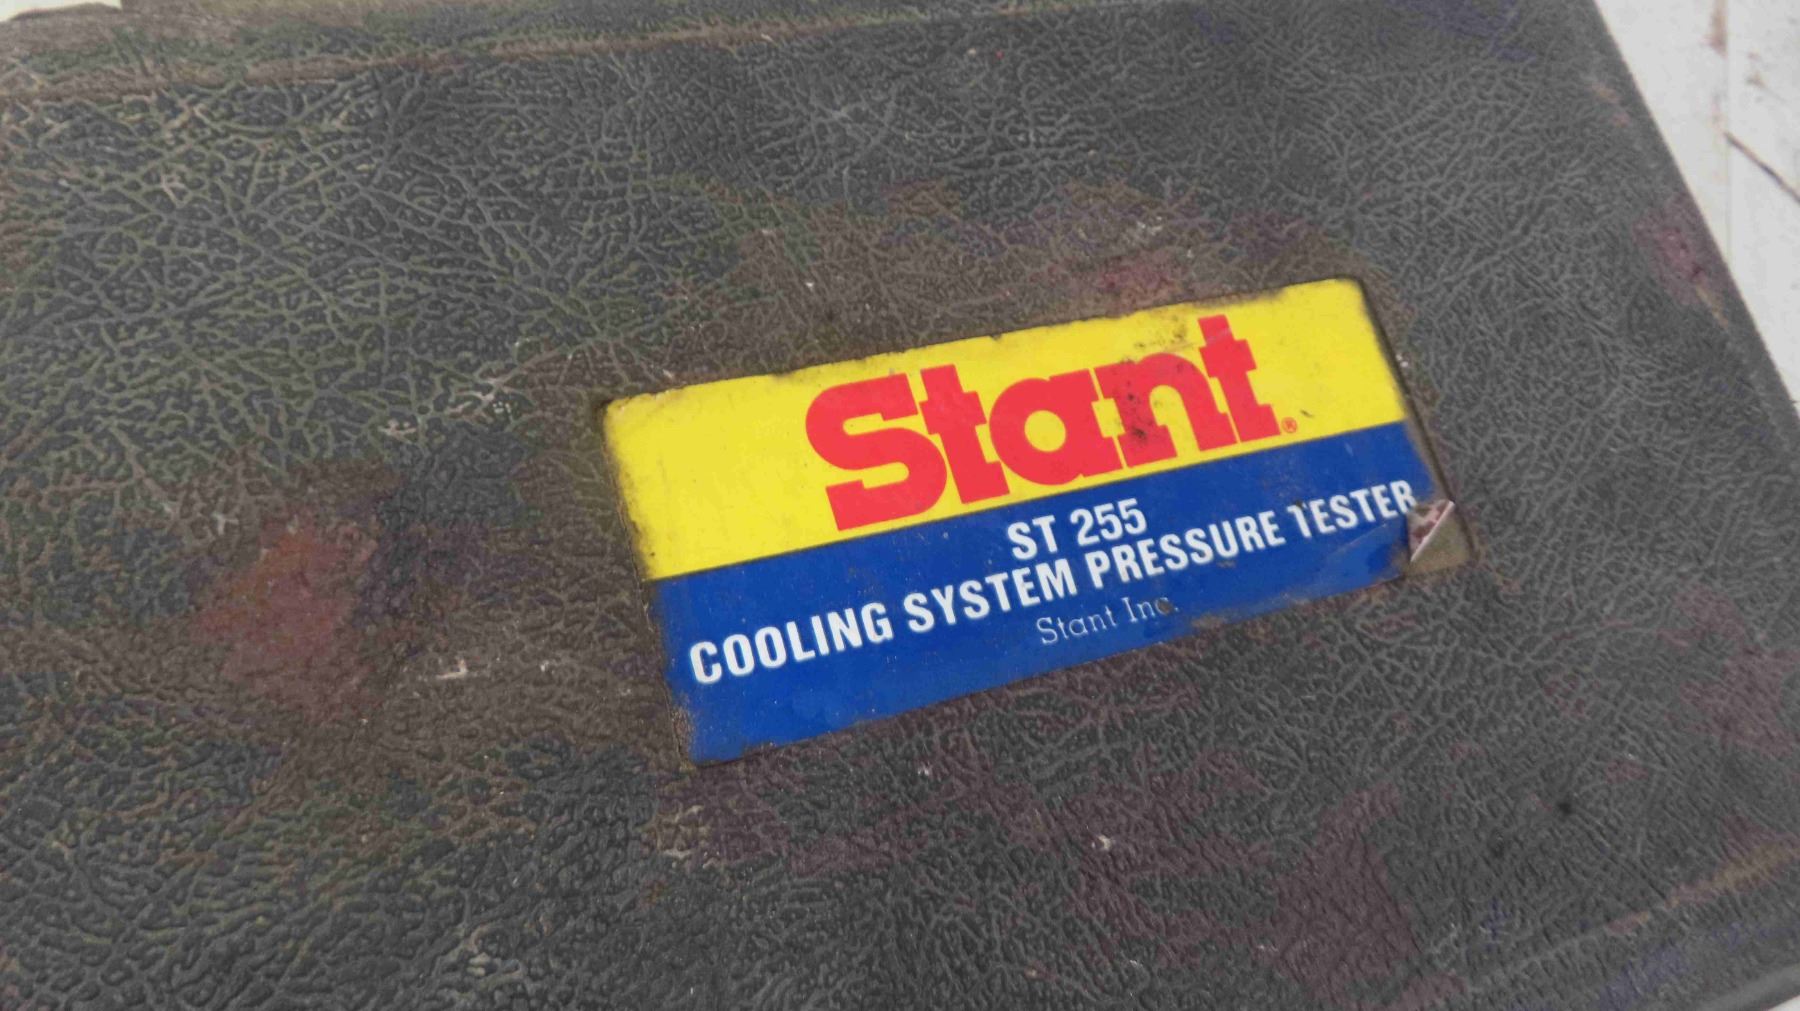 Stant®
ST 255
COOLING SYSTEM PRESSURE TESTER
Stant Inc.